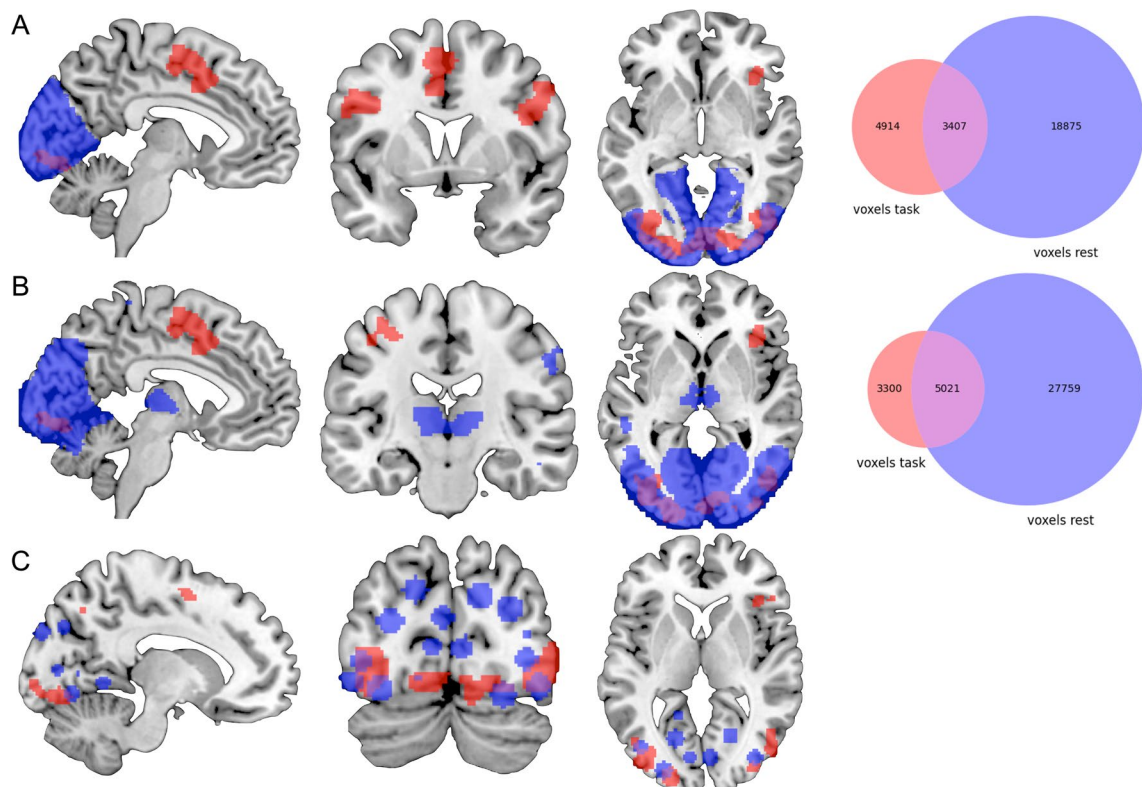 A
4914
3407
18875
voxels task
voxels rest
B
3300
5021
27759
voxels task
voxels rest
C